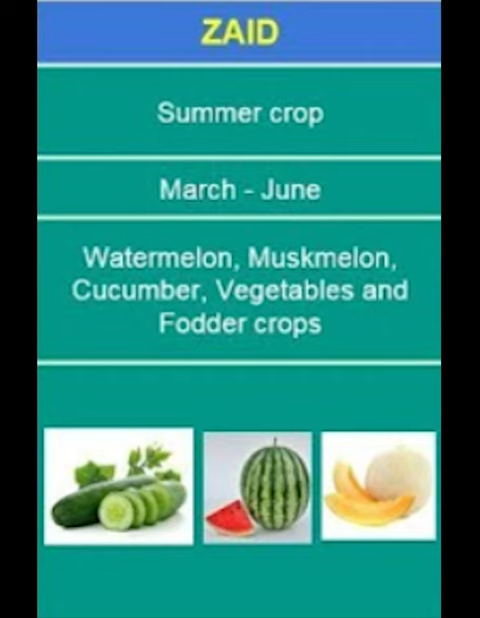 ZAID
Summer crop
March - June
Watermelon, Muskmelon,
Cucumber, Vegetables and
Fodder crops